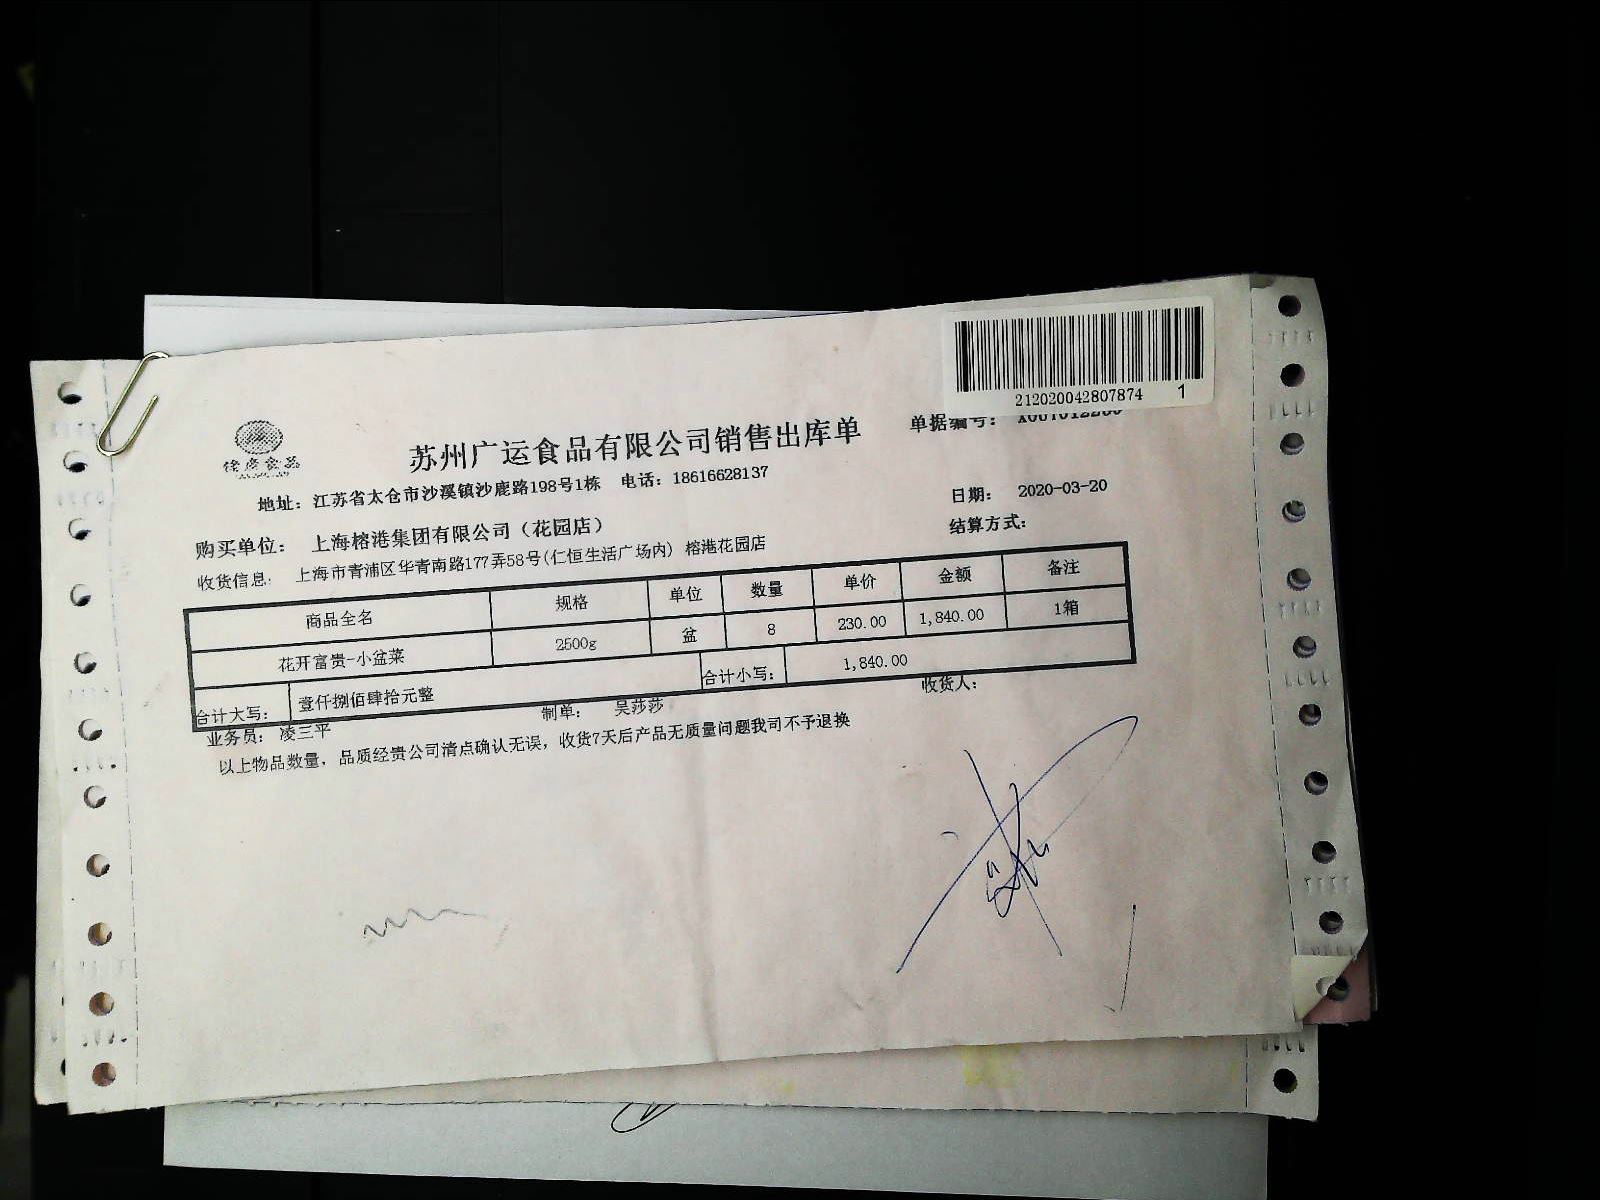 212020042807874 1
徐彦食品
苏州广运食品有限公司销售出库单
单据编号:
地址: 江苏省太仓市沙溪镇沙鹿路198号1栋 电话: 18616628137
日期: 2020-03-20
购买单位: 上海榕港集团有限公司（花园店）
结算方式:
收货信息: 上海市青浦区华青南路177弄58号(仁恒生活广场内) 榕港花园店
商品全名 规格 单位 数量 单价 金额 备注
花开富贵-小盆菜 2500g 盆 8 230.00 1,840.00 1箱
合计大写: 壹仟捌佰肆拾元整 合计小写: 1,840.00
业务员: 凌三平 制单: 吴莎莎 收货人:
以上物品数量，品质经贵公司清点确认无误，收货7天后产品无质量问题我司不予退换